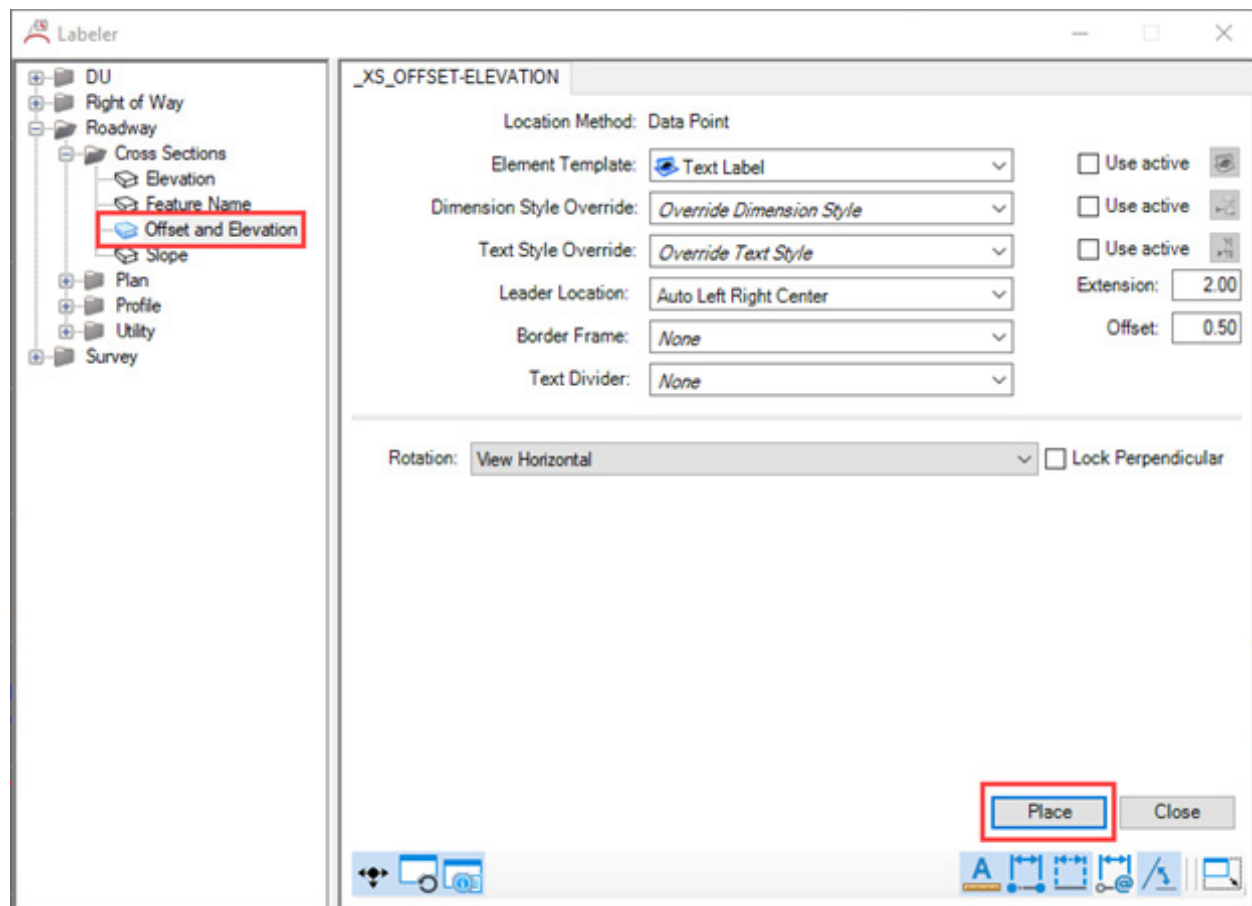 Labeler
DU
Right of Way
Roadway
Cross Sections
Elevation
Feature Name
Offset and Elevation
Slope
Plan
Profile
Utility
Survey
_XS_OFFSET-ELEVATION
Location Method: Data Point
Element Template: Text Label Use active
Dimension Style Override: Override Dimension Style Use active
Text Style Override: Override Text Style Use active
Leader Location: Auto Left Right Center Extension: 2.00
Border Frame: None Offset: 0.50
Text Divider: None
Rotation: View Horizontal Lock Perpendicular
Place Close